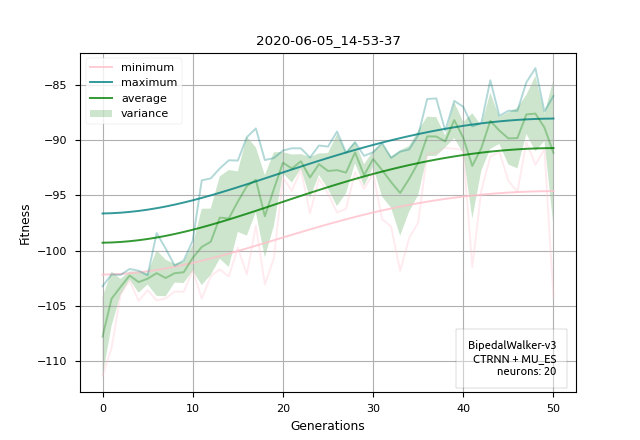 2020-06-05_14-53-37
minimum
maximum
average
variance
Fitness
−85
−90
−95
−100
−105
−110
BipedalWalker-v3
CTRNN + MU_ES
neurons: 20
0 10 20 30 40 50
Generations